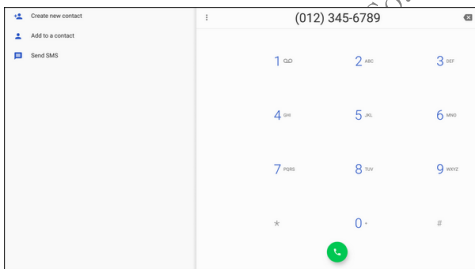 Create new contact
Add to a contact
Send SMS
(012) 345-6789
1
2 ABC
3 DEF
4 GHI
5 JKL
6 MNO
7 PQRS
8 TUV
9 WXYZ
* 0 + #